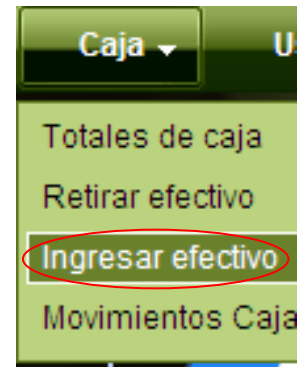 Caja U
Totales de caja
Retirar efectivo
Ingresar efectivo
Movimientos Caja